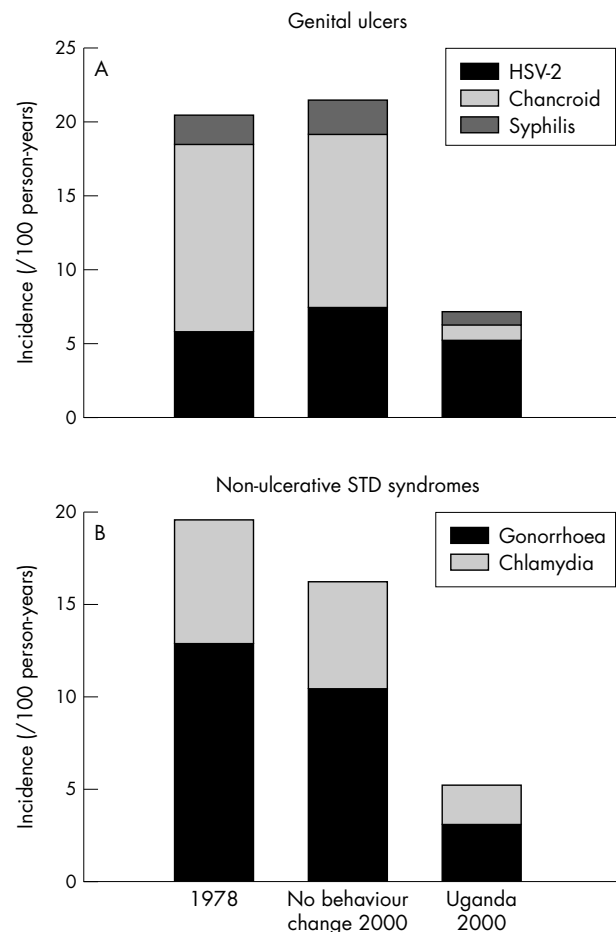 Genital ulcers
A
HSV-2
Chancroid
Syphilis
25
20
15
10
5
0
Incidence (/100 person-years)
Non-ulcerative STD syndromes
B
Gonorrhoea
Chlamydia
20
15
10
5
0
Incidence (/100 person-years)
1978
No behaviour
change 2000
Uganda
2000